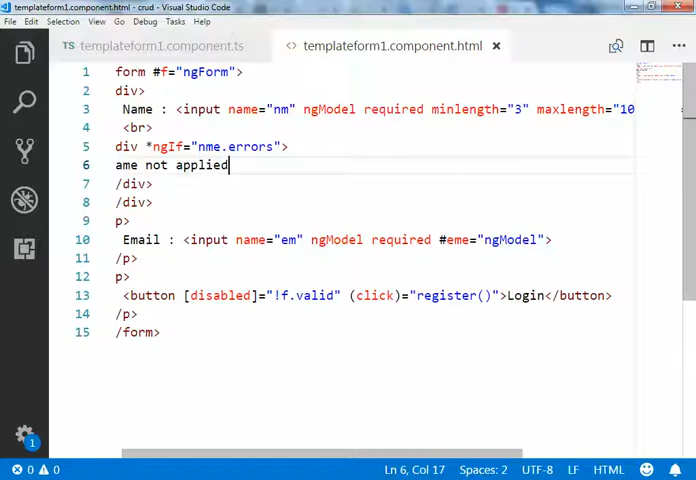 templateform1.component.html - crud - Visual Studio Code
File Edit Selection View Go Debug Tasks Help
TS templateform1.component.ts <> templateform1.component.html ×
1 form #f="ngForm">
2 div>
3 Name : <input name="nm" ngModel required minlength="3" maxlength="10
4 <br>
5 div *ngIf="nme.errors">
6 ame not applied
7 /div>
8 /div>
9 p>
10 Email : <input name="em" ngModel required #eme="ngModel">
11 /p>
12 p>
13 <button [disabled]="!f.valid" (click)="register()">Login</button>
14 /p>
15 /form>
1
0 0 Ln 6, Col 17 Spaces: 2 UTF-8 LF HTML